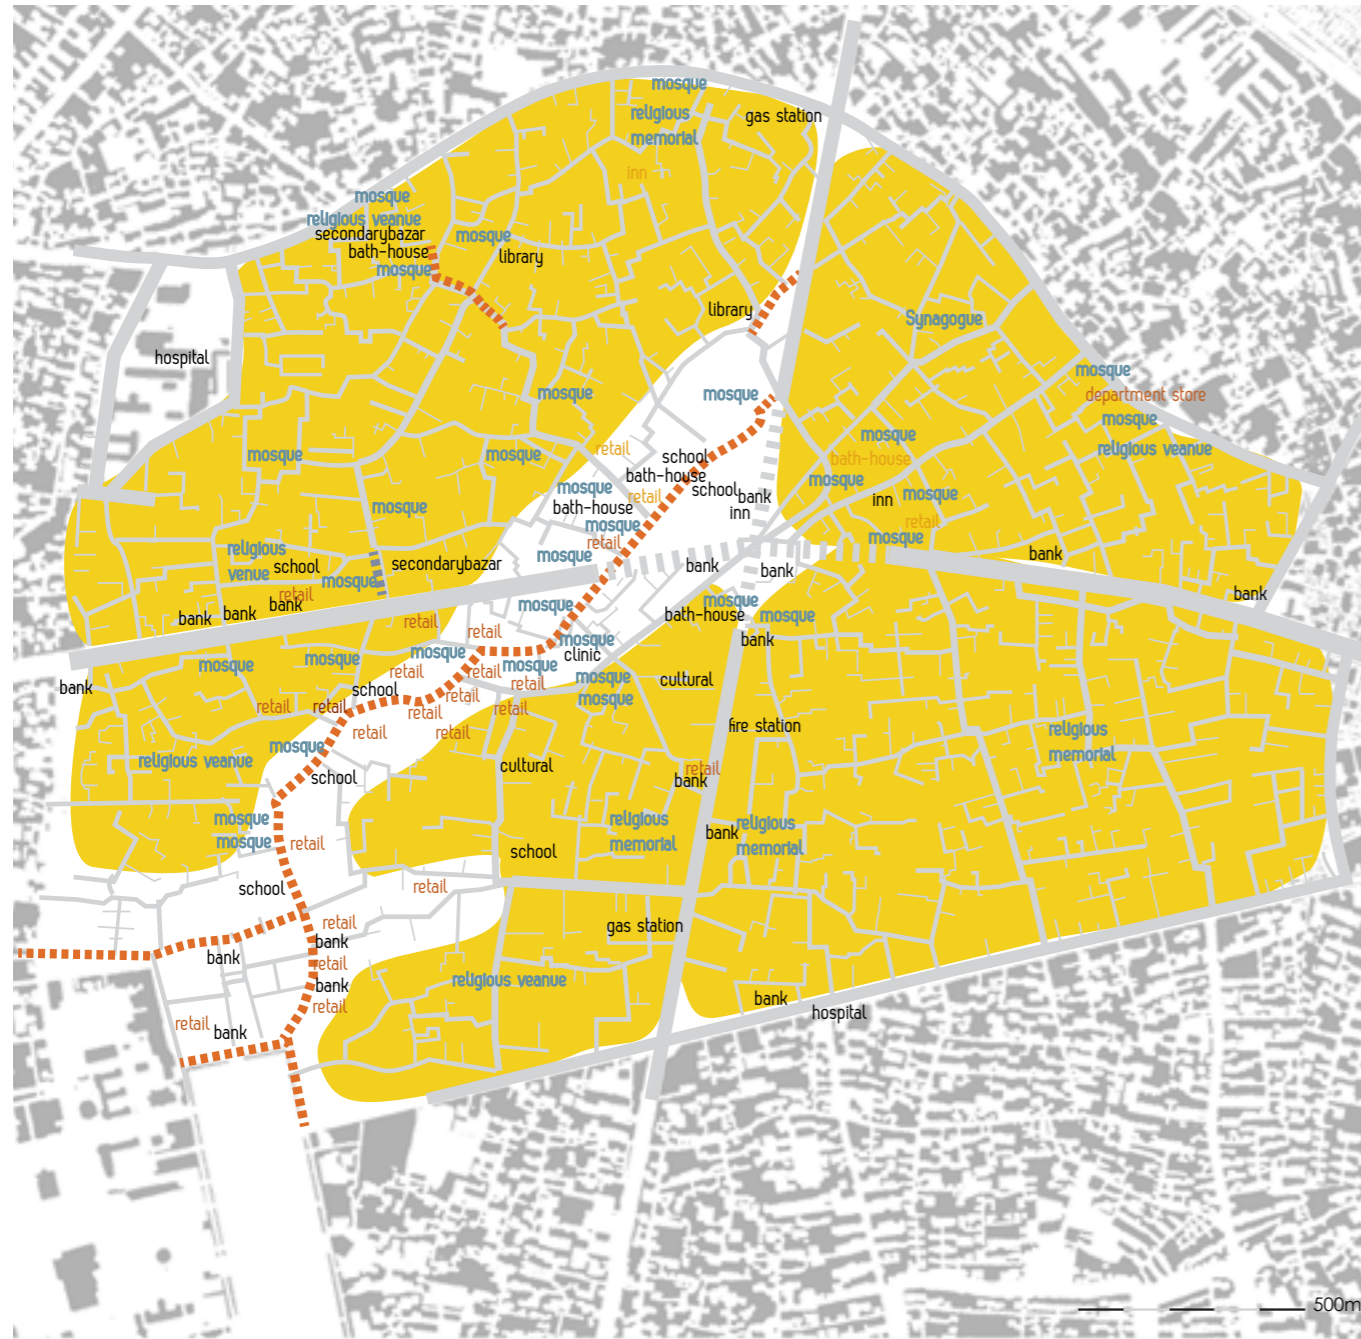 mosque
religious
memorial
gas station
inn
mosque
religious veanue
secondarybazar
bath-house
mosque
mosque
library
library
Synagogue
hospital
mosque
department store
mosque
religious veanue
mosque
mosque
mosque
mosque
mosque
retail
school
bath-house
school
bank
inn
retail
mosque
bath-house
mosque
retail
mosque
mosque
bath-house
mosque
inn
mosque
retail
mosque
mosque
religious
venue
school
mosque
retail
bank
bank
bank
secondarybazar
bank
bank
bank
bank
mosque
bath-house
mosque
bank
mosque
retail
retail
mosque
clinic
mosque
mosque
mosque
mosque
mosque
mosque
bank
retail
retail
school
retail
retail
retail
retail
retail
retail
retail
retail
cultural
fire station
religious
memorial
mosque
religious veanue
school
cultural
retail
bank
mosque
mosque
retail
religious
memorial
bank
religious
memorial
school
school
retail
retail
bank
retail
bank
bank
retail
retail
bank
gas station
religious veanue
bank
hospital
500m